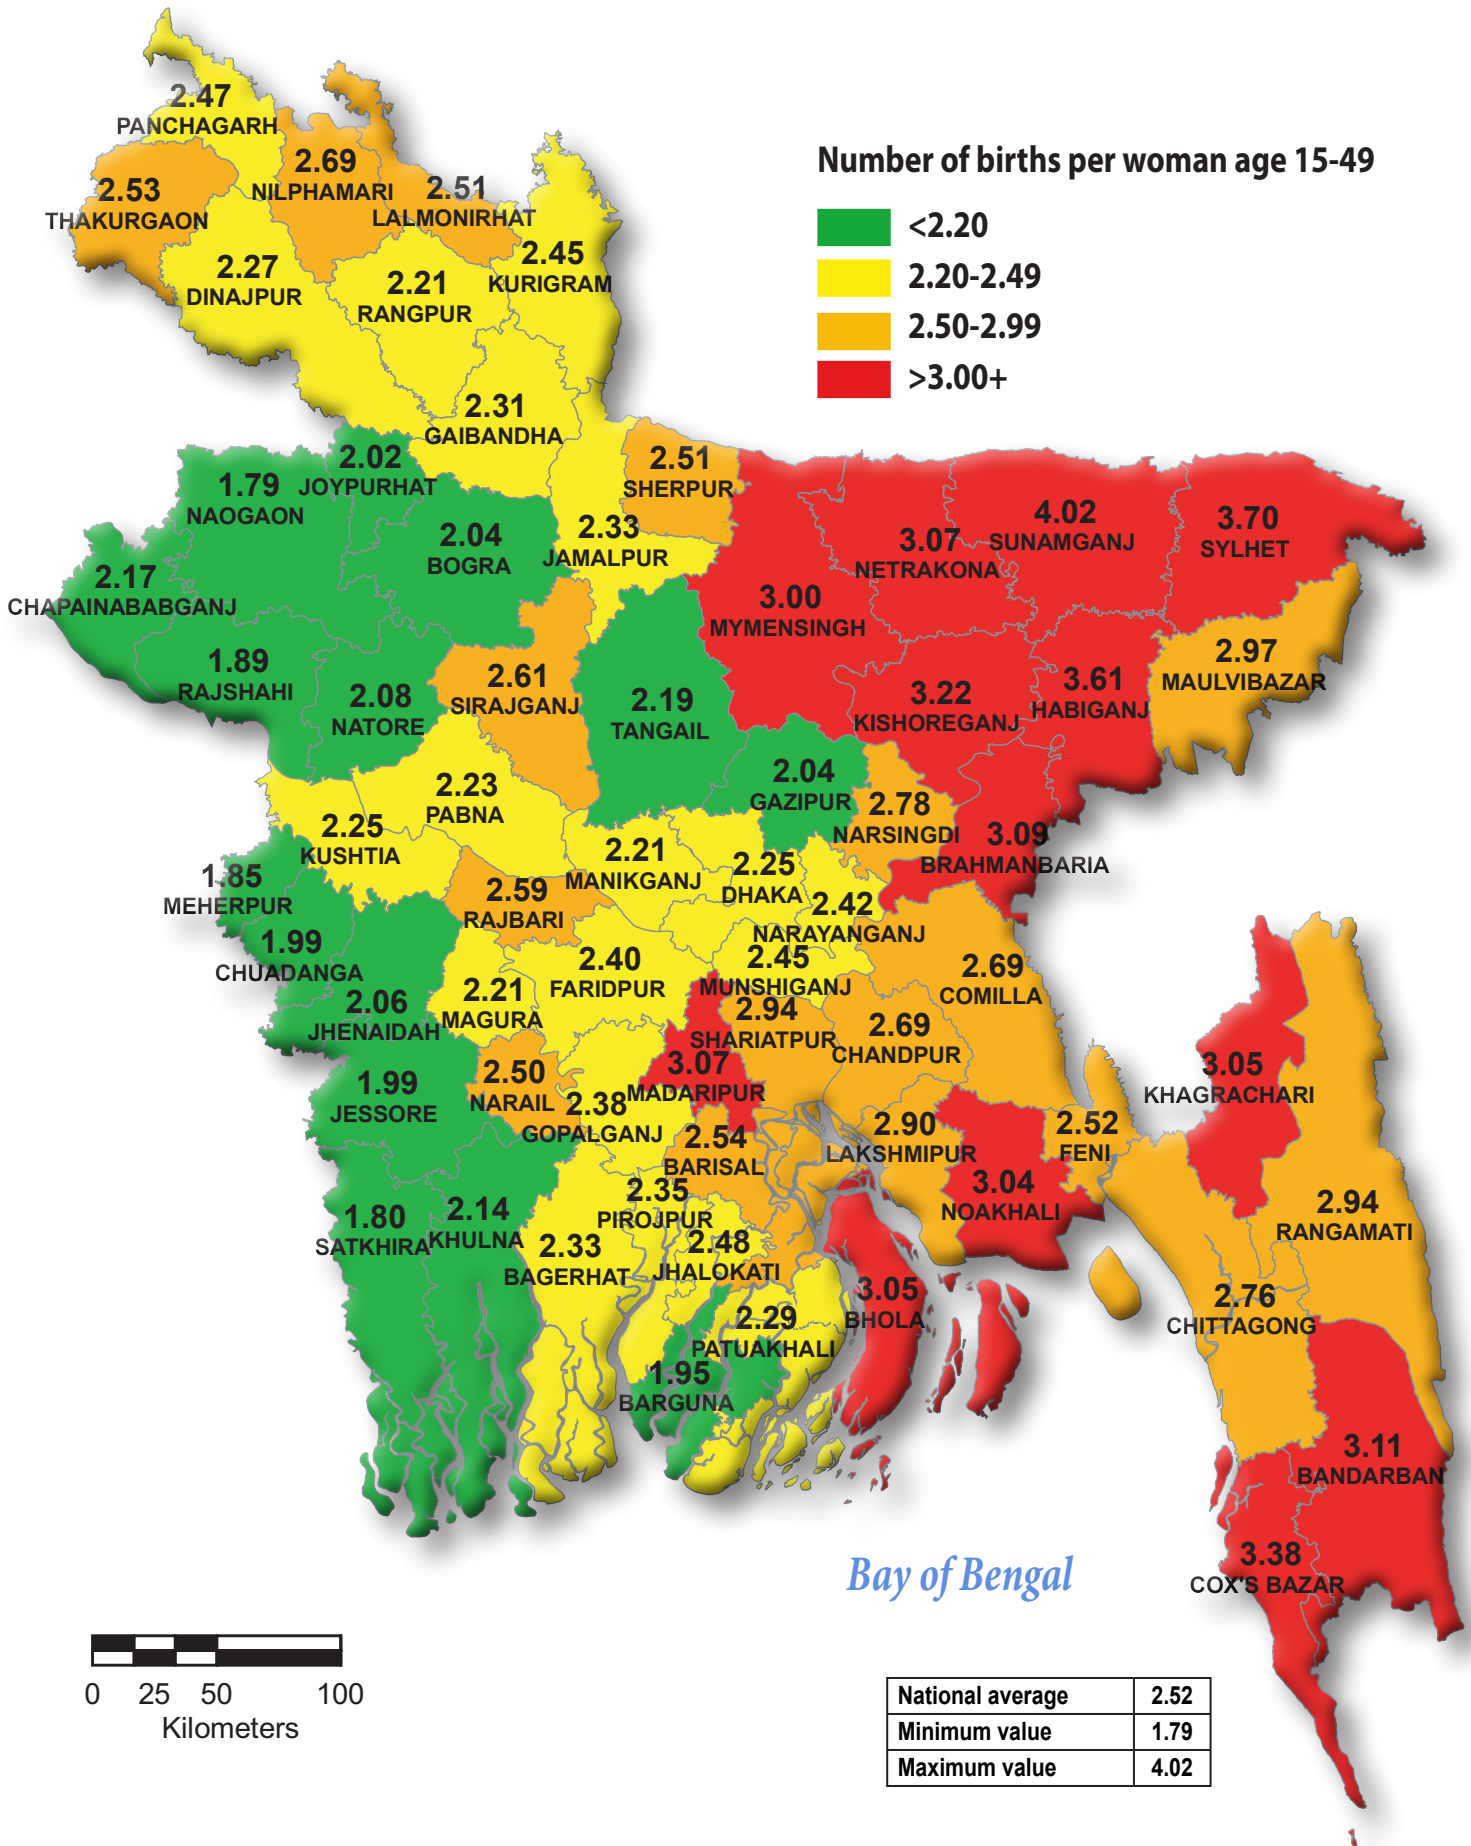 2.47
PANCHAGARH
2.53
THAKURGAON
2.69
NILPHAMARI
2.51
LALMONIRHAT
2.45
KURIGRAM
2.27
DINAJPUR
2.21
RANGPUR
2.31
GAIBANDHA
Number of births per woman age 15-49
<2.20
2.20-2.49
2.50-2.99
>3.00+
2.02
JOYPURHAT
1.79
NAOGAON
2.04
BOGRA
2.33
JAMALPUR
2.51
SHERPUR
2.17
CHAPAINABABGANJ
1.89
RAJSHAHI
2.08
NATORE
2.61
SIRAJGANJ
2.19
TANGAIL
3.00
MYMENSINGH
3.07
NETRAKONA
4.02
SUNAMGANJ
3.70
SYLHET
2.97
MAULVIBAZAR
3.61
HABIGANJ
3.22
KISHOREGANJ
2.04
GAZIPUR
2.78
NARSINGDI
3.09
BRAHMANBARIA
2.23
PABNA
2.25
KUSHTIA
1.85
MEHERPUR
1.99
CHUADANGA
2.06
JHENAIDAH
2.59
RAJBARI
2.21
MANIKGANJ
2.25
DHAKA
2.42
NARAYANGANJ
2.45
MUNSHIGANJ
2.40
FARIDPUR
2.21
MAGURA
2.94
SHARIATPUR
2.69
COMILLA
2.69
CHANDPUR
3.07
MADARIPUR
2.50
NARAIL
2.38
GOPALGANJ
1.99
JESSORE
2.54
BARISAL
2.90
LAKSHMIPUR
2.52
FENI
3.04
NOAKHALI
3.05
KHAGRACHARI
2.94
RANGAMATI
1.80
SATKHIRA
2.14
KHULNA
2.33
BAGERHAT
2.35
PIROJPUR
2.48
JHALOKATI
2.29
PATUAKHALI
1.95
BARGUNA
3.05
BHOLA
2.76
CHITTAGONG
3.11
BANDARBAN
3.38
COX'S BAZAR
Bay of Bengal
0 25 50 100
Kilometers
National average 2.52
Minimum value 1.79
Maximum value 4.02